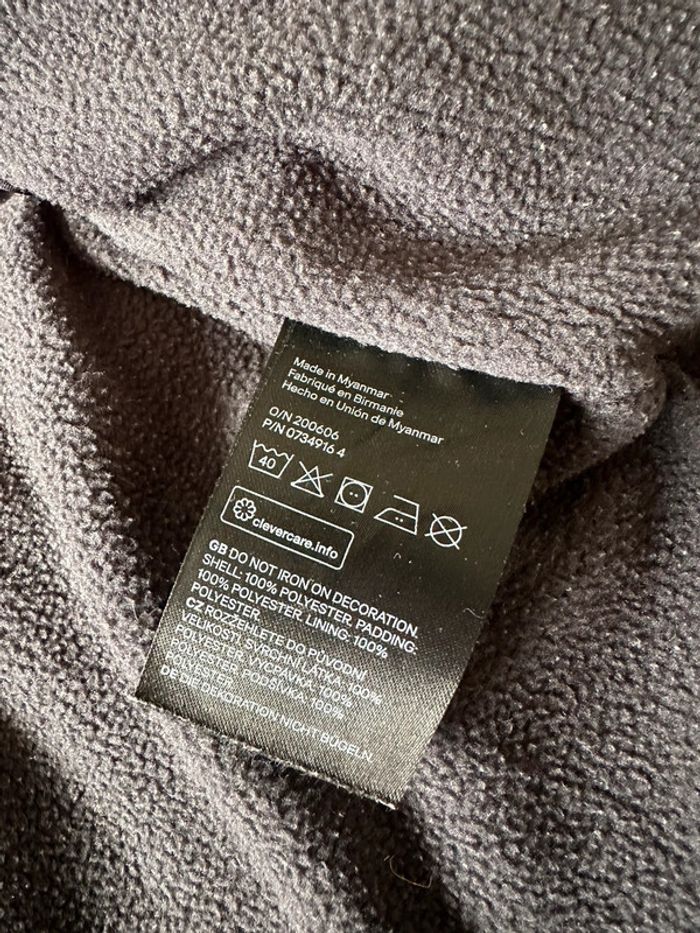 Made in Myanmar
Fabriqué en Birmanie
Hecho en Unión de Myanmar
O/N 200606
P/N 0734916 4
40
clevercare.info
GB DO NOT IRON ON DECORATION.
SHELL: 100% POLYESTER. PADDING:
100% POLYESTER. LINING: 100%
POLYESTER.
CZ ROZŽEHLETE DO PŮVODNÍ
VELIKOSTI. SVRCHNÍ LÁTKA: 100%
POLYESTER, VYCPÁVKA: 100%
POLYESTER, PODŠÍVKA: 100%
POLYESTER.
DE DIE DEKORATION NICHT BÜGELN.